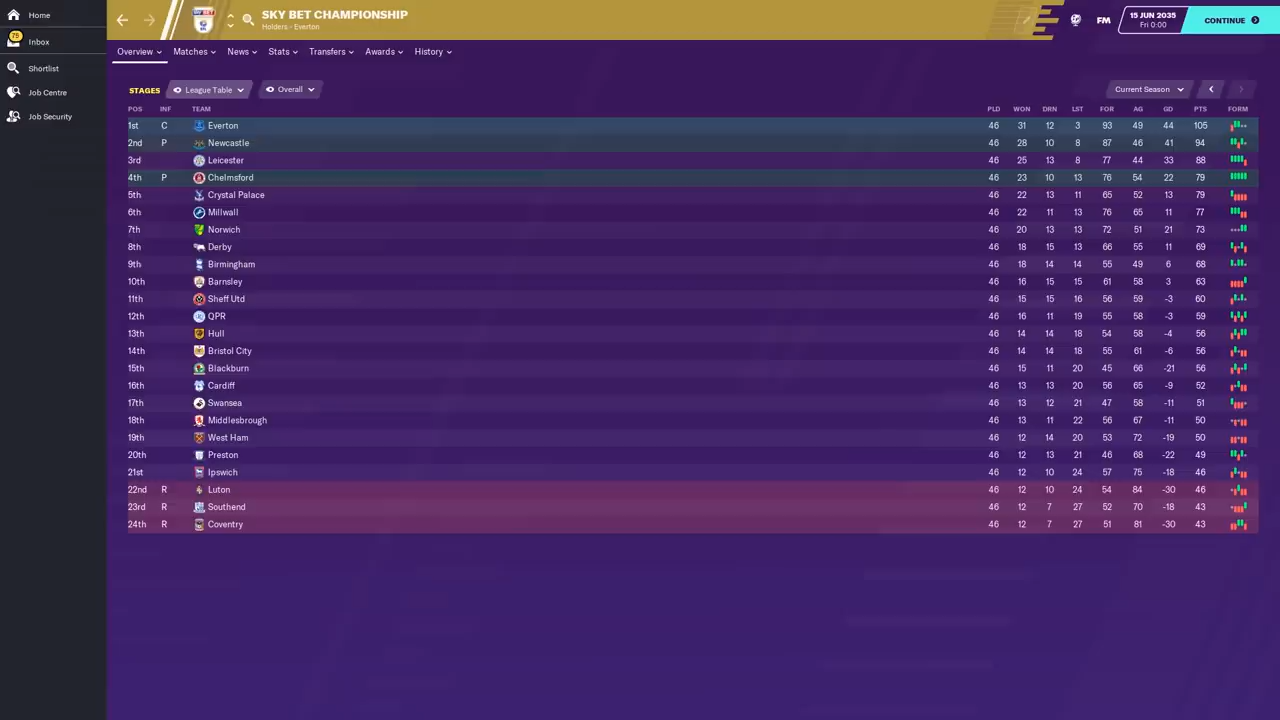 Home
Inbox
75
Shortlist
Job Centre
Job Security
SKY BET CHAMPIONSHIP
Holders - Everton
FM
15 JUN 2035
Fri 0:00
CONTINUE
Overview Matches News Stats Transfers Awards History
STAGES League Table Overall Current Season
POS INF TEAM PLD WON DRN LST FOR AG GD PTS FORM
1st C Everton 46 31 12 3 93 49 44 105
2nd P Newcastle 46 28 10 8 87 46 41 94
3rd Leicester 46 25 13 8 77 44 33 88
4th P Chelmsford 46 23 10 13 76 54 22 79
5th Crystal Palace 46 22 13 11 65 52 13 79
6th Millwall 46 22 11 13 76 65 11 77
7th Norwich 46 20 13 13 72 51 21 73
8th Derby 46 18 15 13 66 55 11 69
9th Birmingham 46 18 14 14 55 49 6 68
10th Barnsley 46 16 15 15 61 58 3 63
11th Sheff Utd 46 15 15 16 56 59 -3 60
12th QPR 46 16 11 19 55 58 -3 59
13th Hull 46 14 14 18 54 58 -4 56
14th Bristol City 46 14 14 18 55 61 -6 56
15th Blackburn 46 15 11 20 45 66 -21 56
16th Cardiff 46 13 13 20 56 65 -9 52
17th Swansea 46 13 12 21 47 58 -11 51
18th Middlesbrough 46 13 11 22 56 67 -11 50
19th West Ham 46 12 14 20 53 72 -19 50
20th Preston 46 12 13 21 46 68 -22 49
21st Ipswich 46 12 10 24 57 75 -18 46
22nd R Luton 46 12 10 24 54 84 -30 46
23rd R Southend 46 12 7 27 52 70 -18 43
24th R Coventry 46 12 7 27 51 81 -30 43